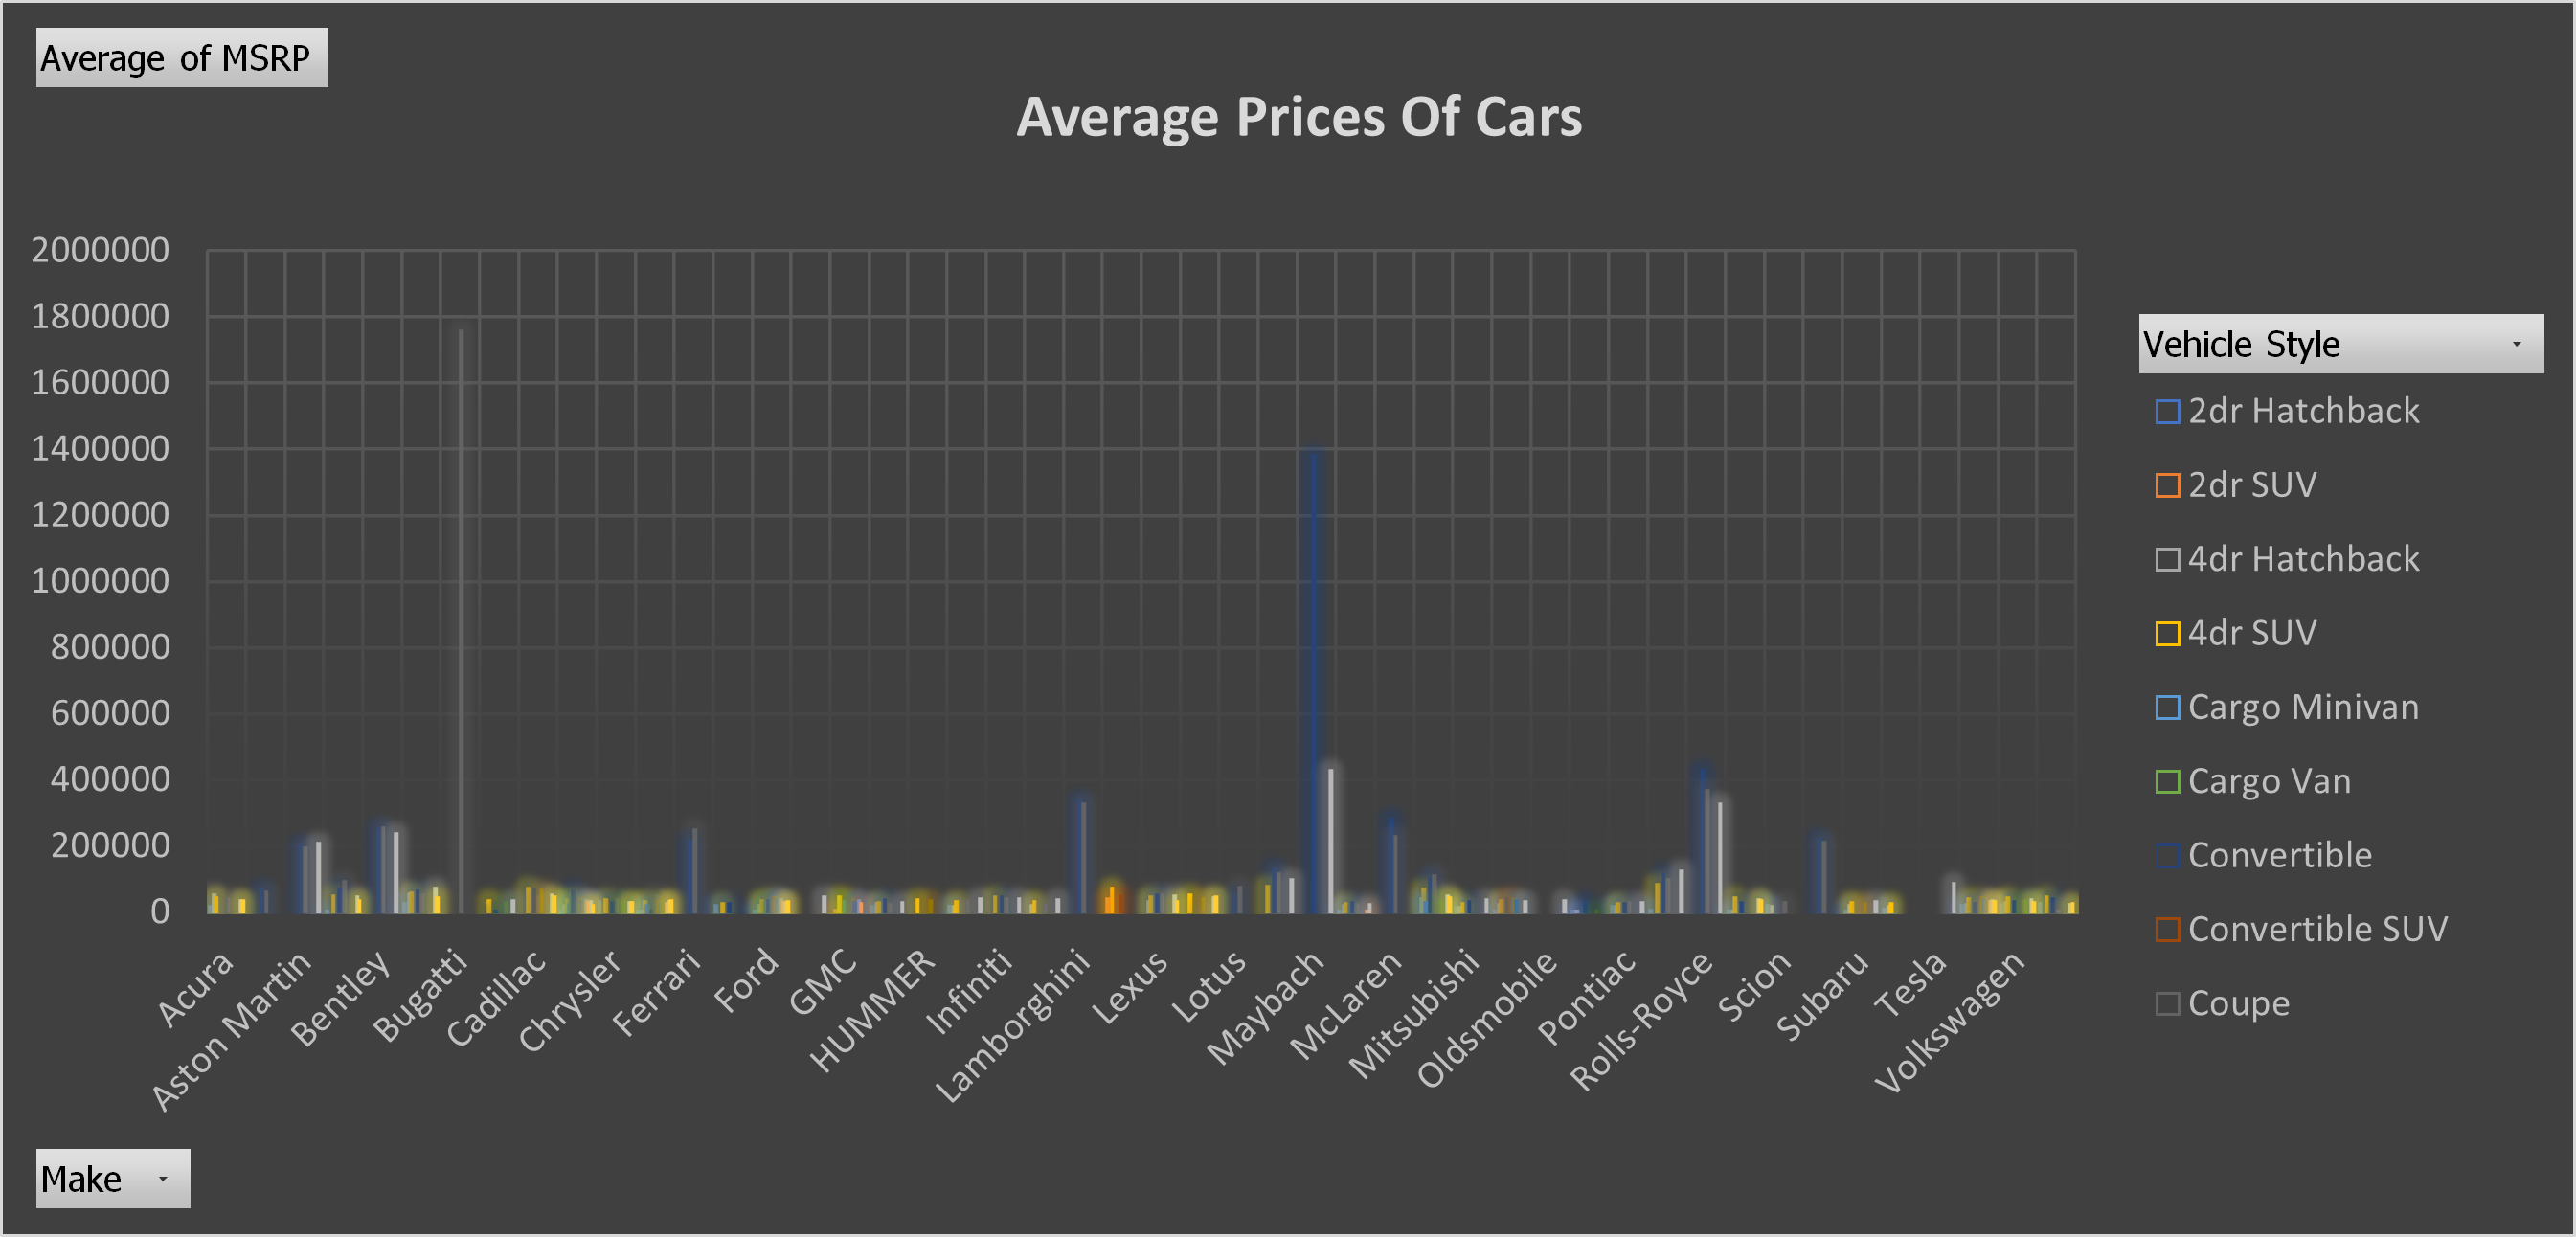 Average of MSRP
Average Prices Of Cars
2000000
1800000
1600000
1400000
1200000
1000000
800000
600000
400000
200000
0
Acura
Aston Martin
Bentley
Bugatti
Cadillac
Chrysler
Ferrari
Ford
GMC
HUMMER
Infiniti
Lamborghini
Lexus
Lotus
Maybach
McLaren
Mitsubishi
Oldsmobile
Pontiac
Rolls-Royce
Scion
Subaru
Tesla
Volkswagen
Vehicle Style
2dr Hatchback
2dr SUV
4dr Hatchback
4dr SUV
Cargo Minivan
Cargo Van
Convertible
Convertible SUV
Coupe
Make